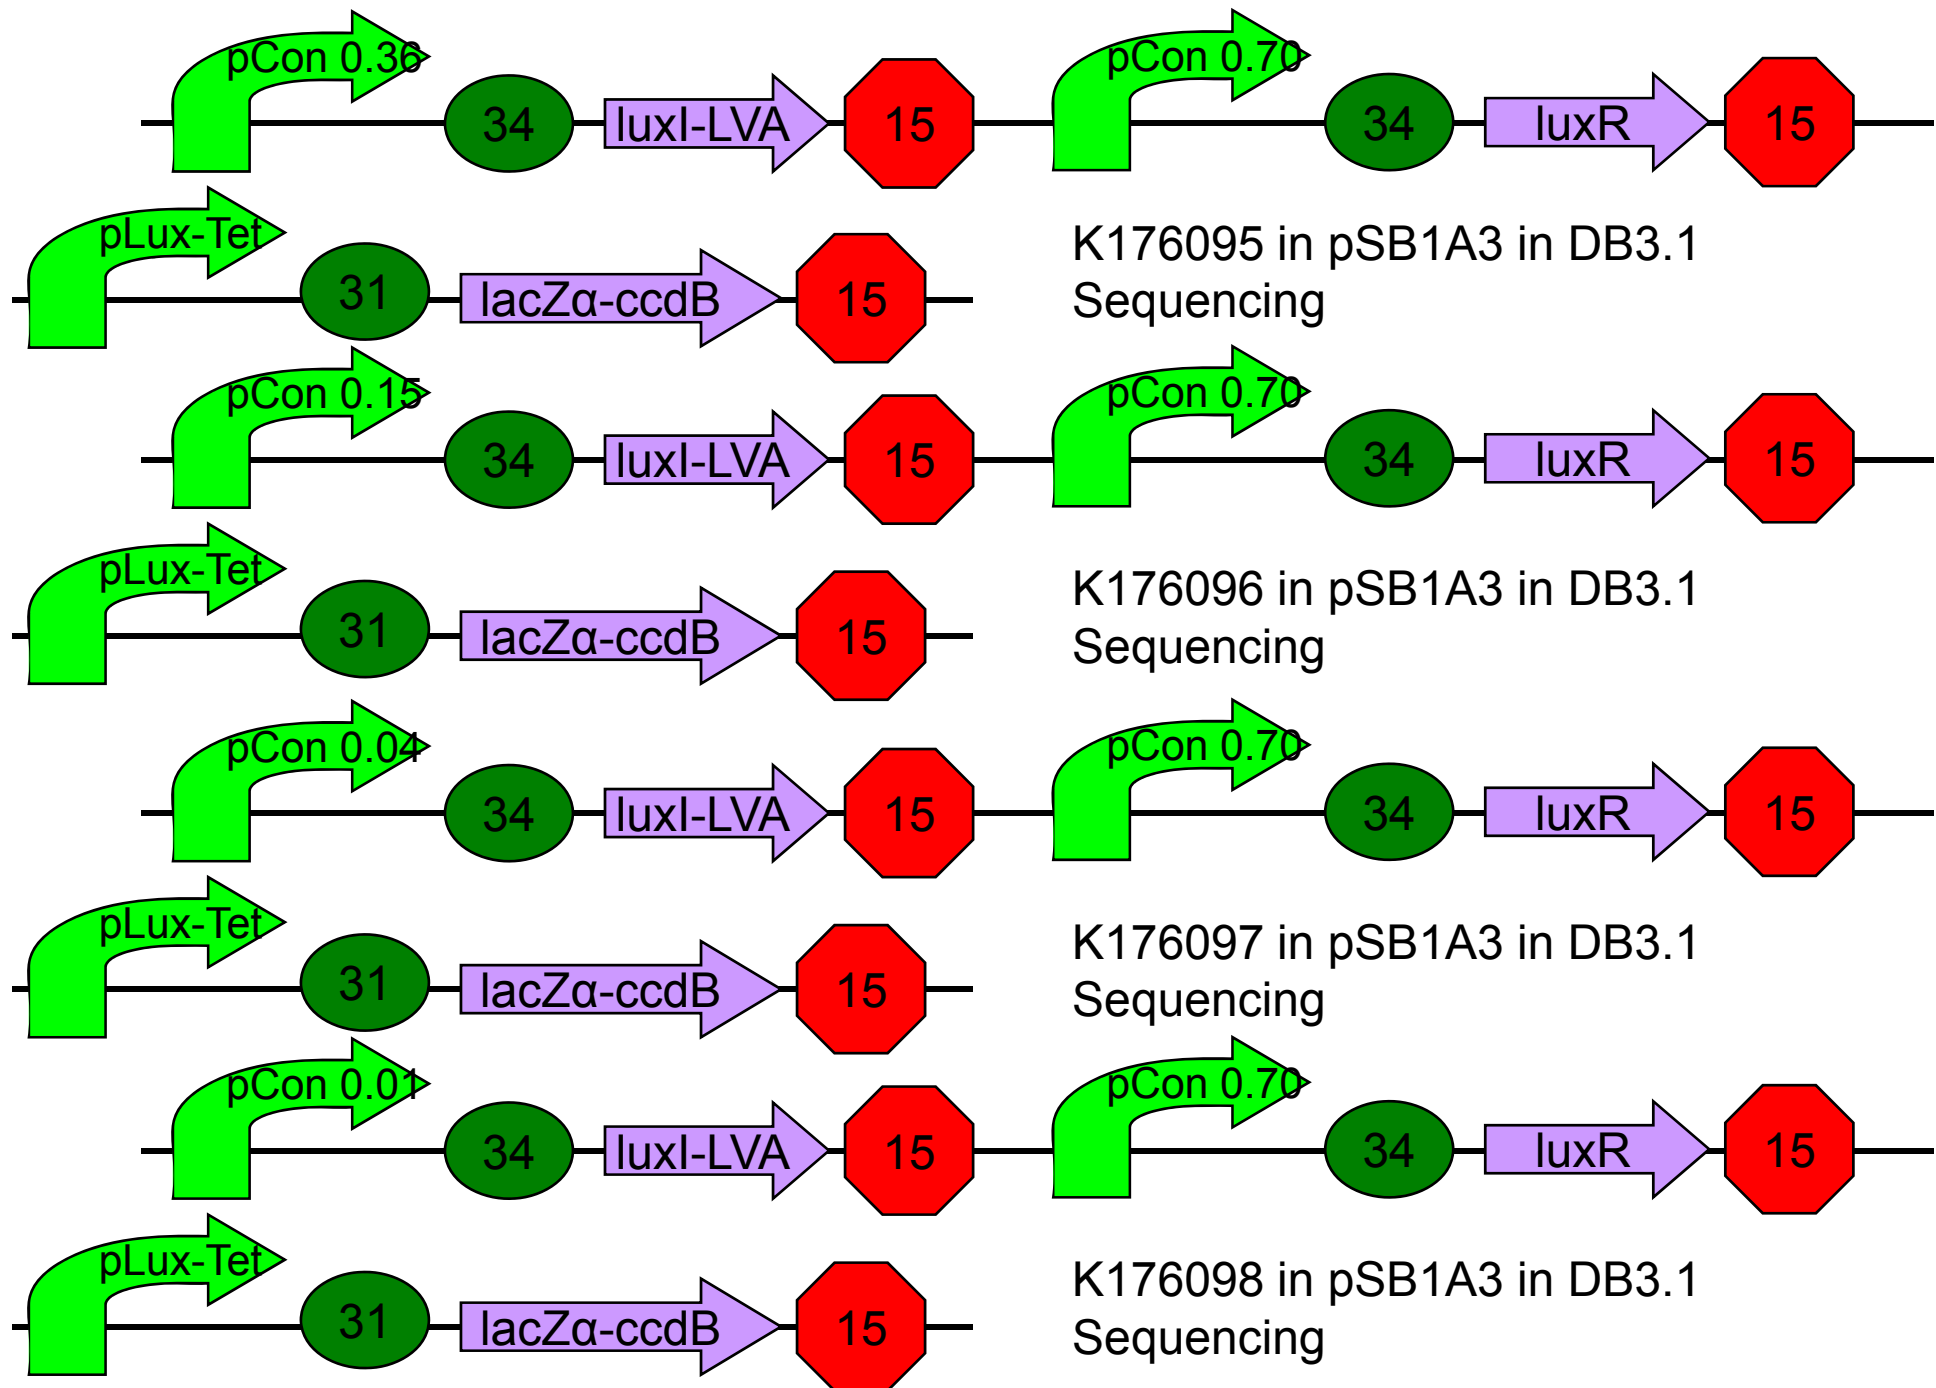 pCon 0.36 34 luxI-LVA 15 pCon 0.70 34 luxR 15
pLux-Tet 31 lacZα-ccdB 15
K176095 in pSB1A3 in DB3.1
Sequencing
pCon 0.15 34 luxI-LVA 15 pCon 0.70 34 luxR 15
pLux-Tet 31 lacZα-ccdB 15
K176096 in pSB1A3 in DB3.1
Sequencing
pCon 0.04 34 luxI-LVA 15 pCon 0.70 34 luxR 15
pLux-Tet 31 lacZα-ccdB 15
K176097 in pSB1A3 in DB3.1
Sequencing
pCon 0.01 34 luxI-LVA 15 pCon 0.70 34 luxR 15
pLux-Tet 31 lacZα-ccdB 15
K176098 in pSB1A3 in DB3.1
Sequencing